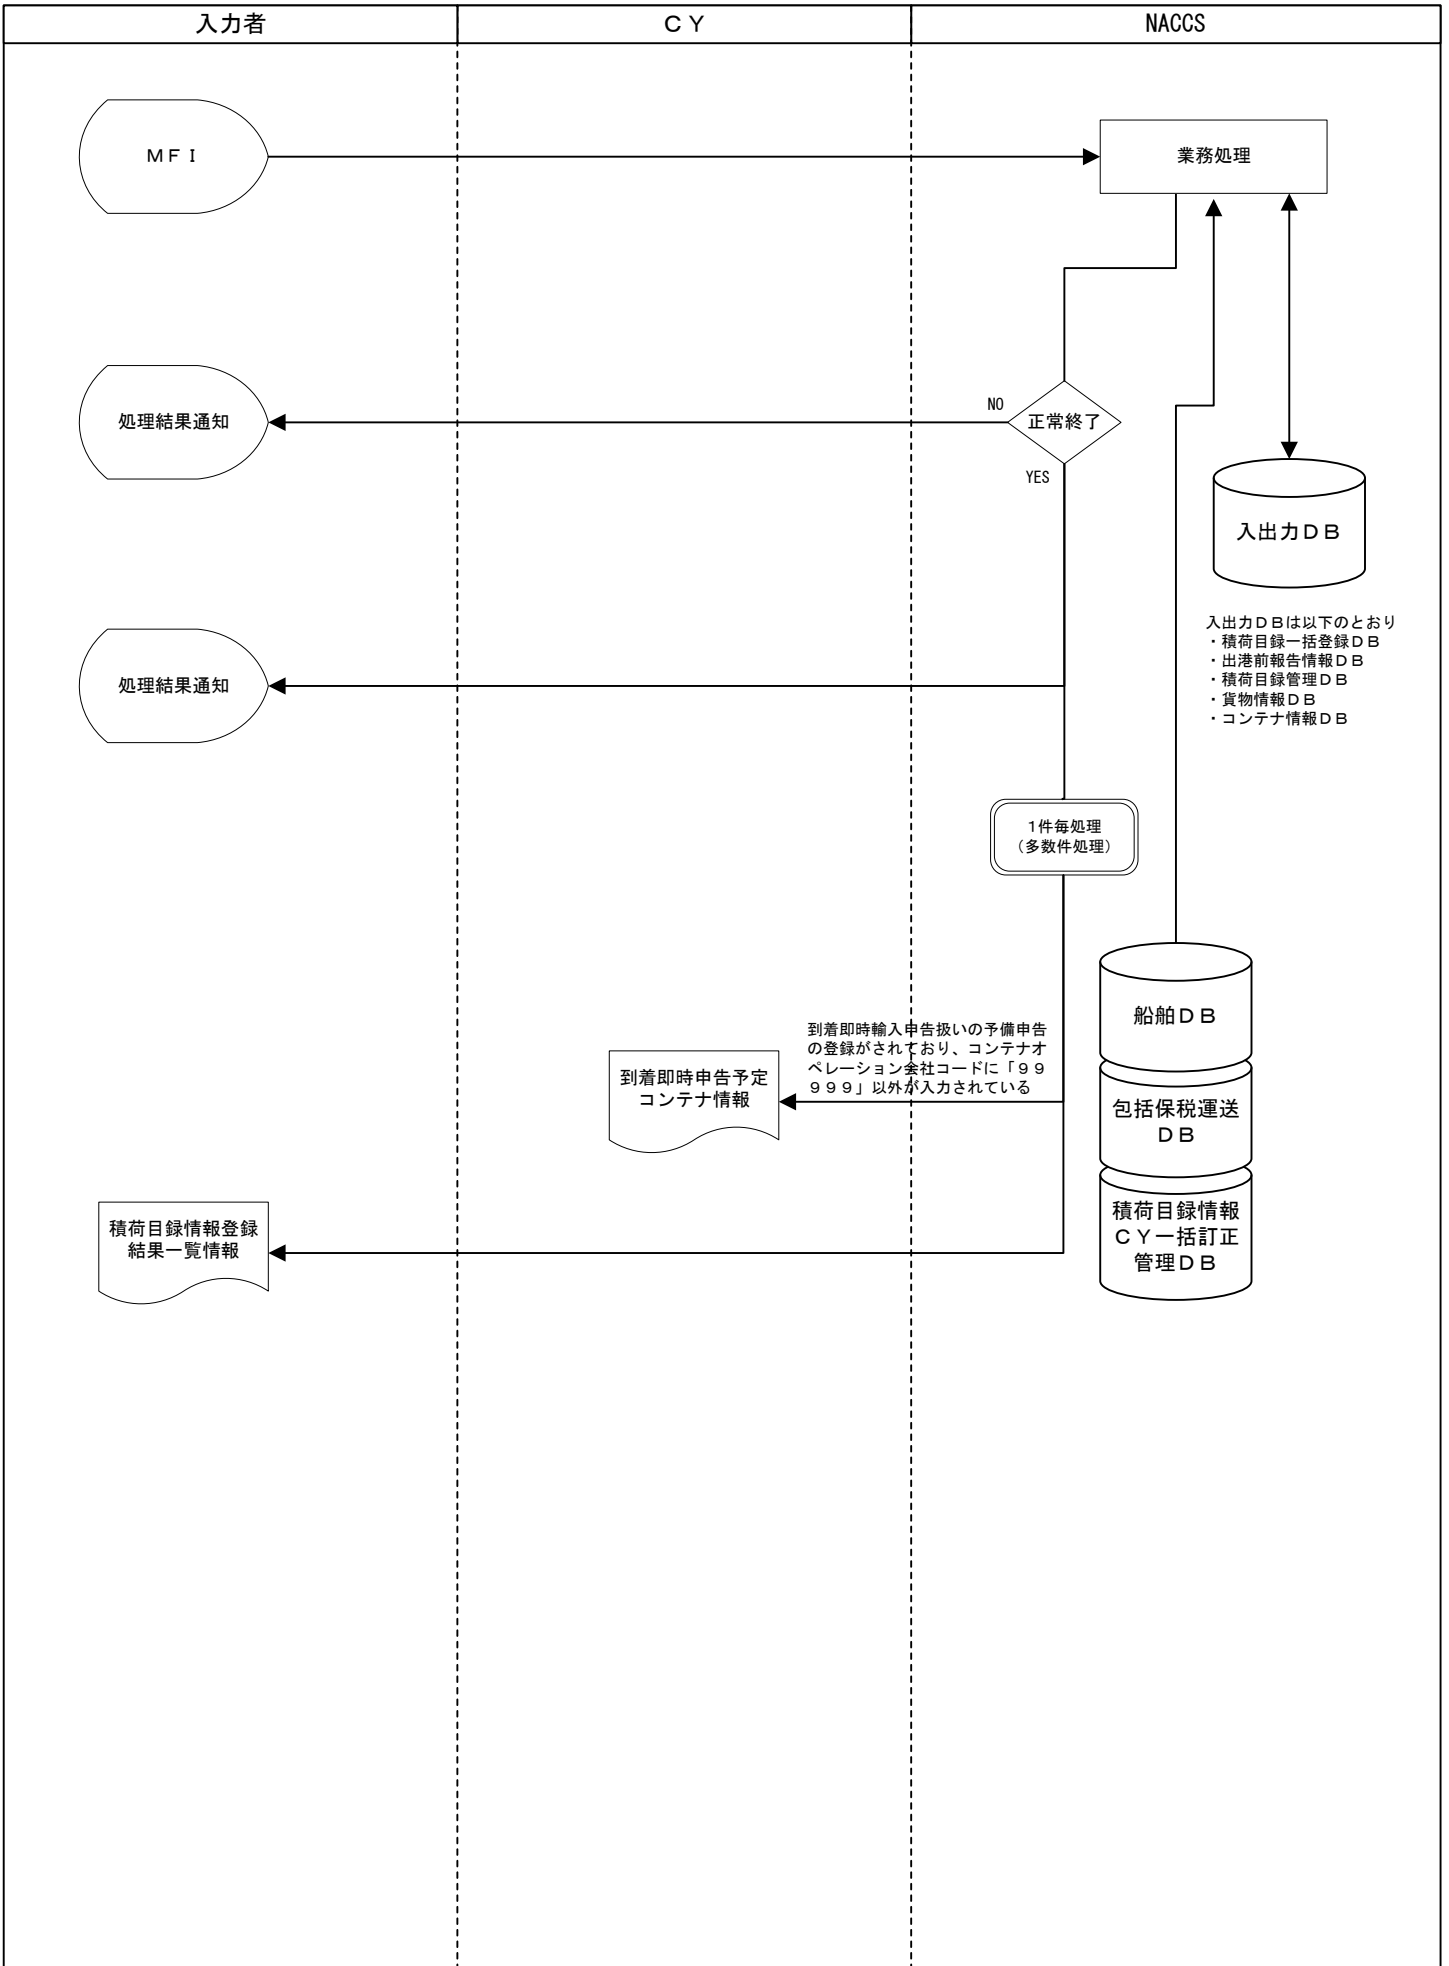 入力者
ＣＹ
NACCS
ＭＦＩ
業務処理
処理結果通知
NO
正常終了
YES
入出力ＤＢ
入出力ＤＢは以下のとおり
・積荷目録一括登録ＤＢ
・出港前報告情報ＤＢ
・積荷目録管理ＤＢ
・貨物情報ＤＢ
・コンテナ情報ＤＢ
処理結果通知
1件毎処理
（多数件処理）
船舶ＤＢ
到着即時輸入申告扱いの予備申告
の登録がされており、コンテナオ
ペレーション会社コードに「９９
９９９」以外が入力されている
到着即時申告予定
コンテナ情報
包括保税運送
ＤＢ
積荷目録情報登録
結果一覧情報
積荷目録情報
ＣＹ一括訂正
管理ＤＢ